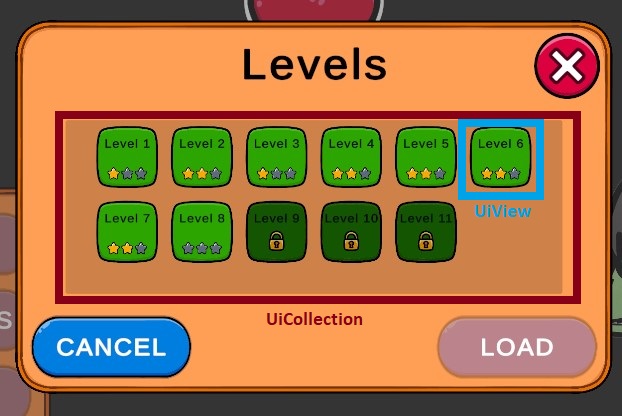 Levels
Level 1 Level 2 Level 3 Level 4 Level 5 Level 6
UiView
Level 7 Level 8 Level 9 Level 10 Level 11
UiCollection
S
CANCEL LOAD